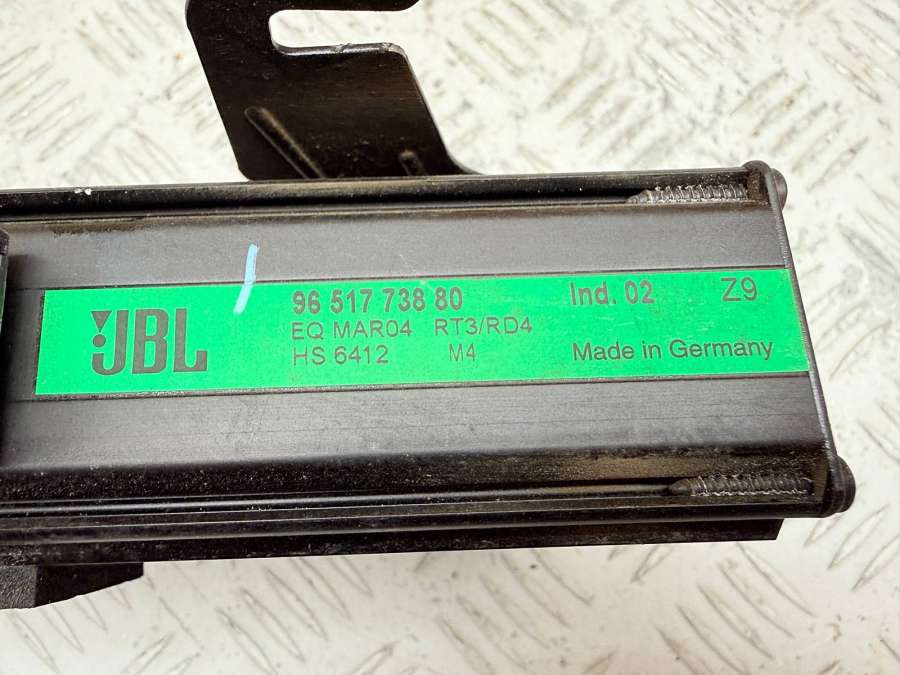 JBL
96 517 738 80 Ind. 02 Z9
EQ MAR04 RT3/RD4
HS 6412 M4 Made in Germany